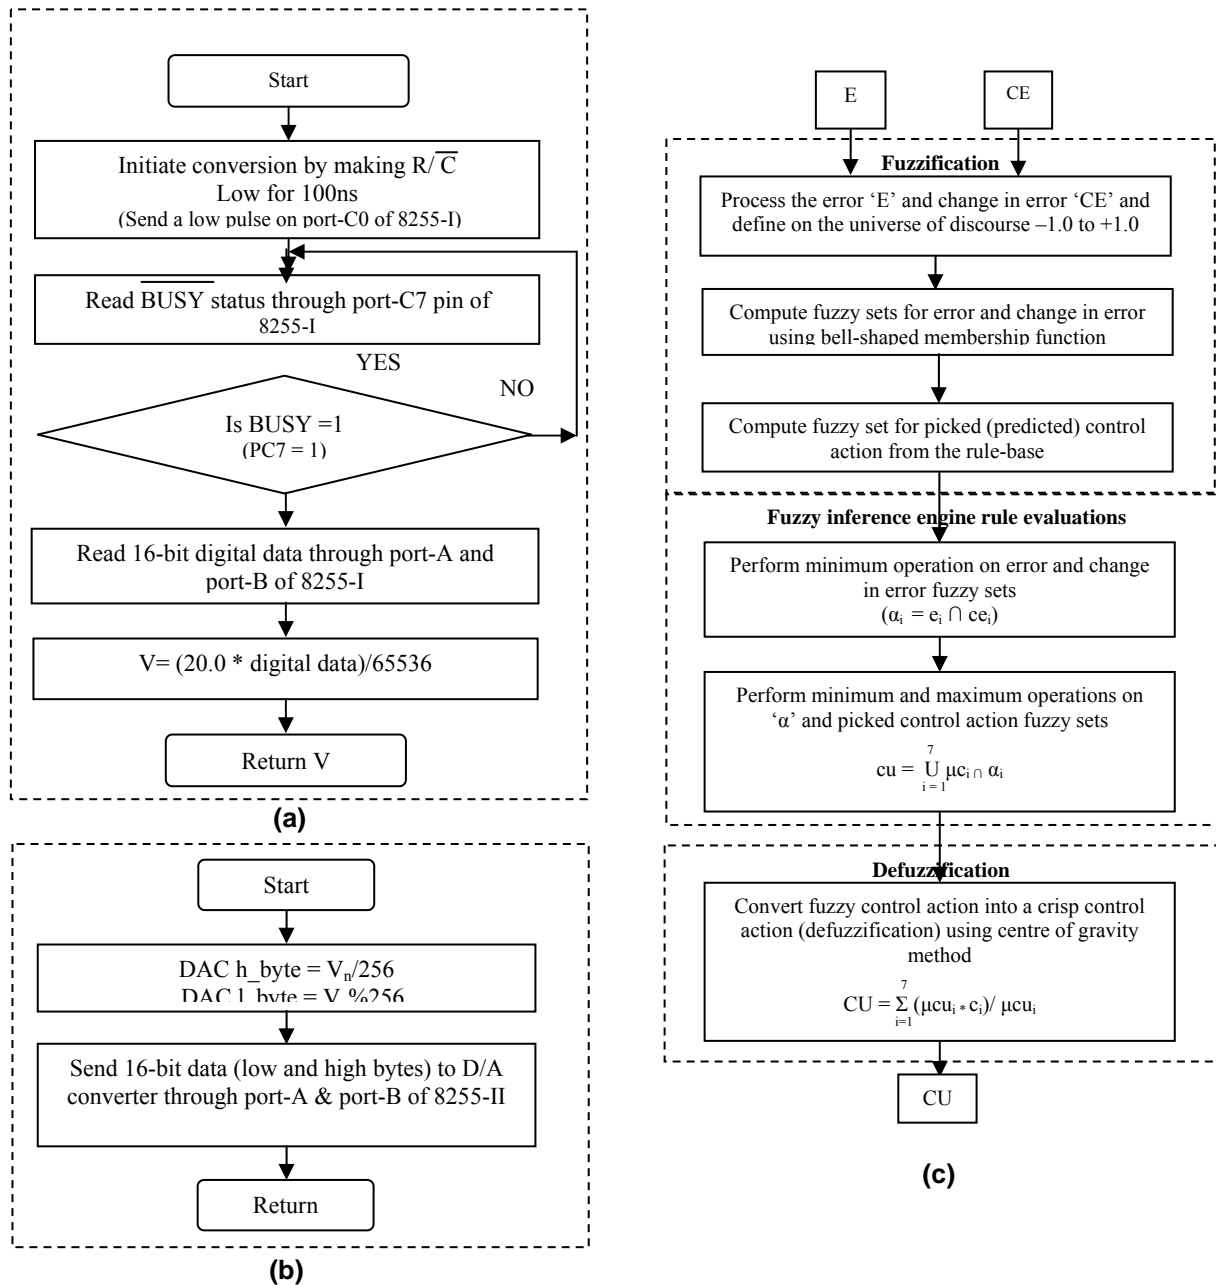 Start
Initiate conversion by making R/ C̅
Low for 100ns
(Send a low pulse on port-C0 of 8255-I)
Read B̅U̅S̅Y̅ status through port-C7 pin of
8255-I
YES
NO
Is BUSY =1
(PC7 = 1)
Read 16-bit digital data through port-A and
port-B of 8255-I
V= (20.0 * digital data)/65536
Return V
(a)
Start
DAC h_byte = Vₙ/256
DAC l_byte = V %256
Send 16-bit data (low and high bytes) to D/A
converter through port-A & port-B of 8255-II
Return
(b)
E
CE
Fuzzification
Process the error ‘E’ and change in error ‘CE’ and
define on the universe of discourse –1.0 to +1.0
Compute fuzzy sets for error and change in error
using bell-shaped membership function
Compute fuzzy set for picked (predicted) control
action from the rule-base
Fuzzy inference engine rule evaluations
Perform minimum operation on error and change
in error fuzzy sets
(αᵢ = eᵢ ∩ ceᵢ)
Perform minimum and maximum operations on
‘α’ and picked control action fuzzy sets
7
cu = U μcᵢ ∩ αᵢ
i = 1
Defuzzification
Convert fuzzy control action into a crisp control
action (defuzzification) using centre of gravity
method
7
CU = Σ (μcuᵢ * cᵢ)/ μcuᵢ
i=1
CU
(c)